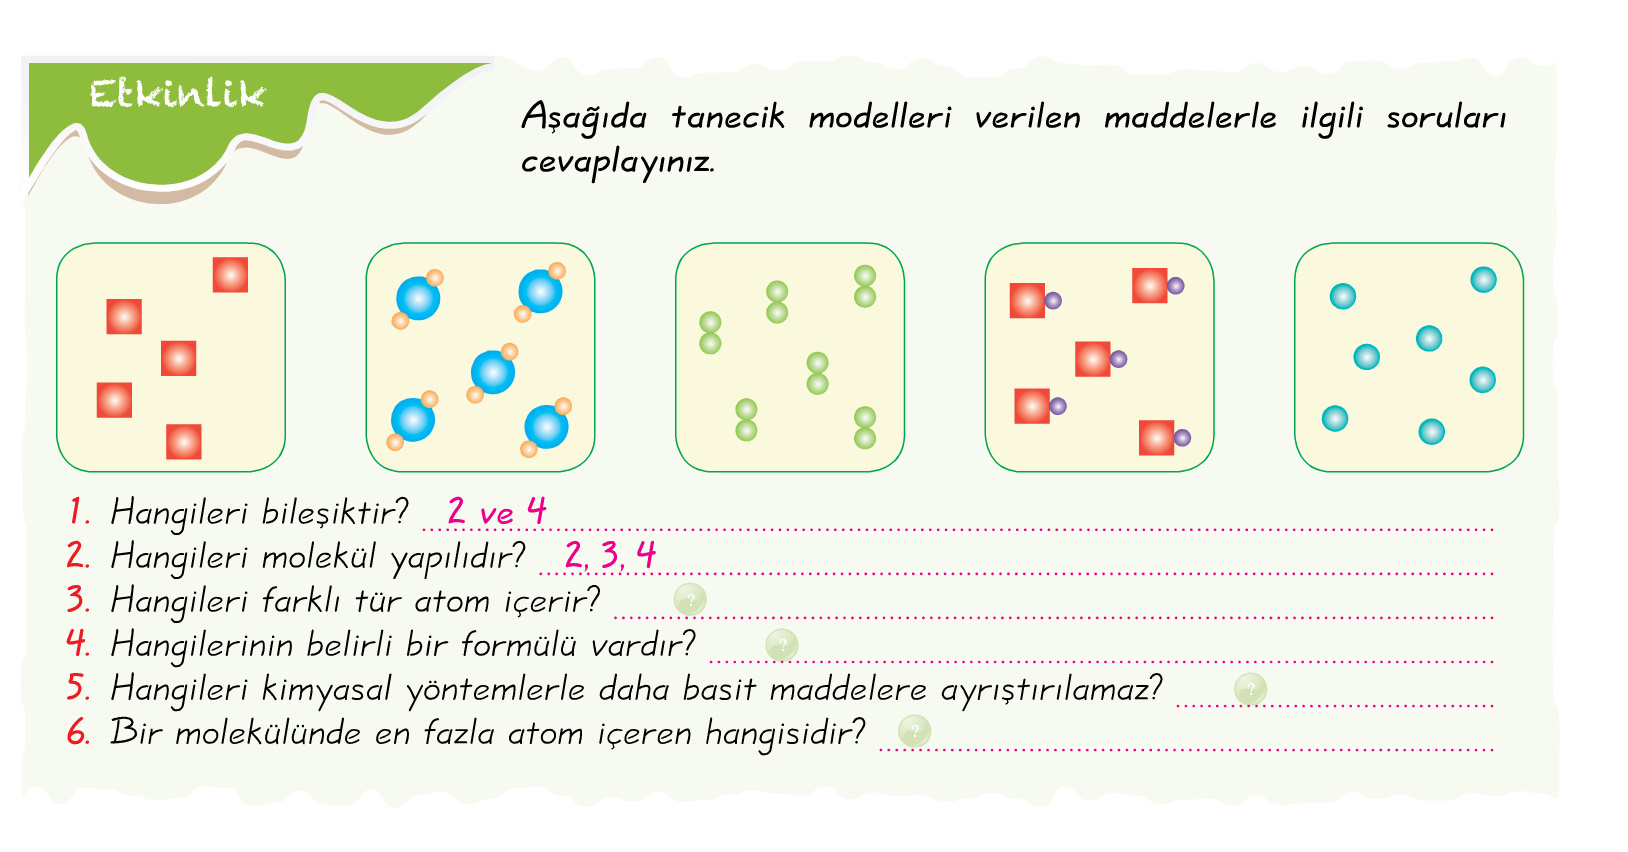 Etkinlik
Aşağıda tanecik modelleri verilen maddelerle ilgili soruları
cevaplayınız.
1. Hangileri bileşiktir? 2 ve 4
2. Hangileri molekül yapılıdır? 2, 3, 4
3. Hangileri farklı tür atom içerir? ?
4. Hangilerinin belirli bir formülü vardır? ?
5. Hangileri kimyasal yöntemlerle daha basit maddelere ayrıştırılamaz? ?
6. Bir molekülünde en fazla atom içeren hangisidir? ?